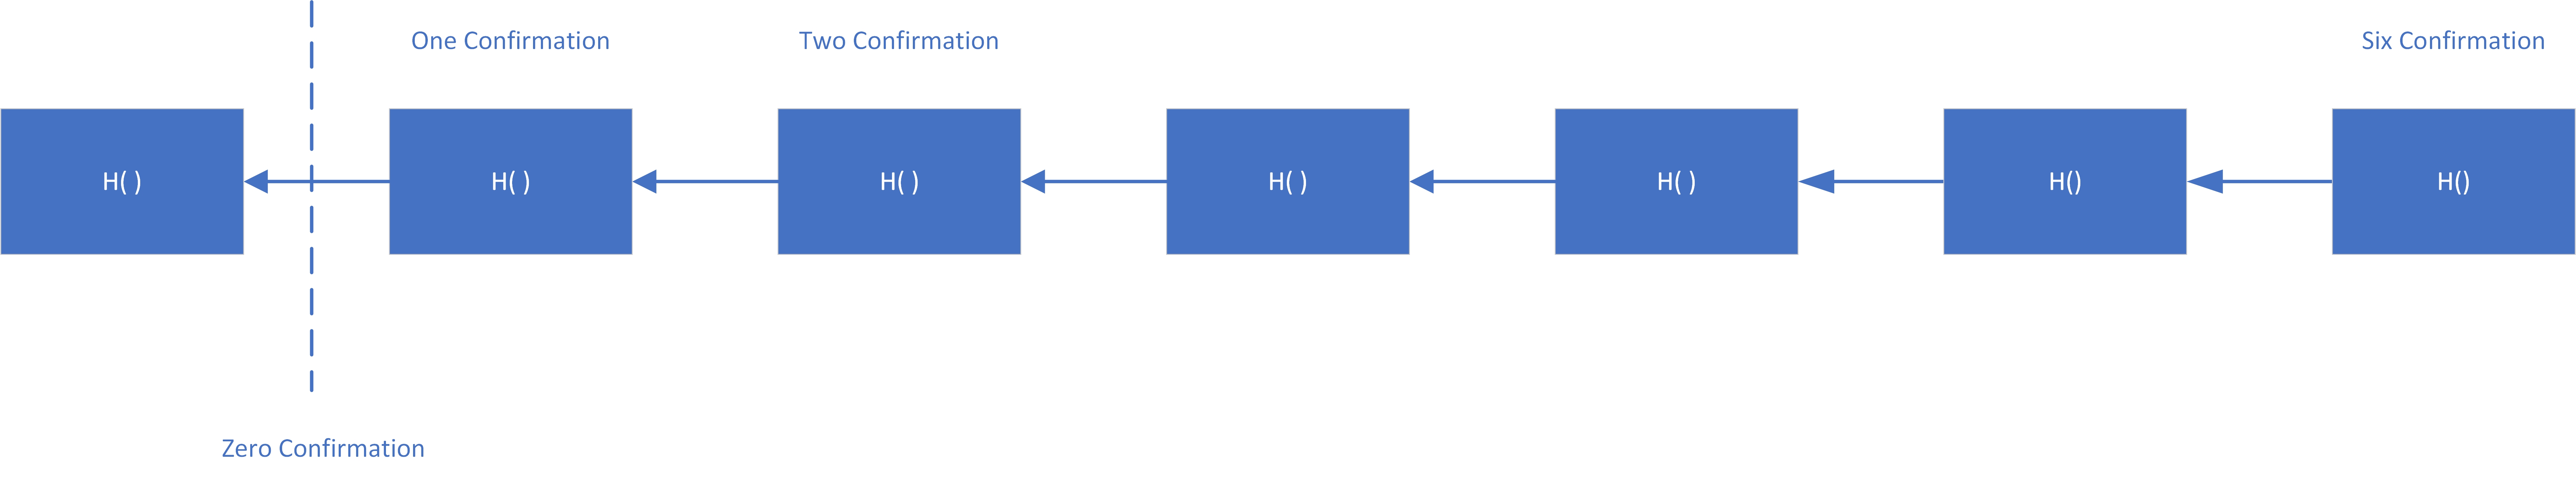 One Confirmation
Two Confirmation
Six Confirmation
H( )
H( )
H( )
H( )
H( )
H()
H()
Zero Confirmation